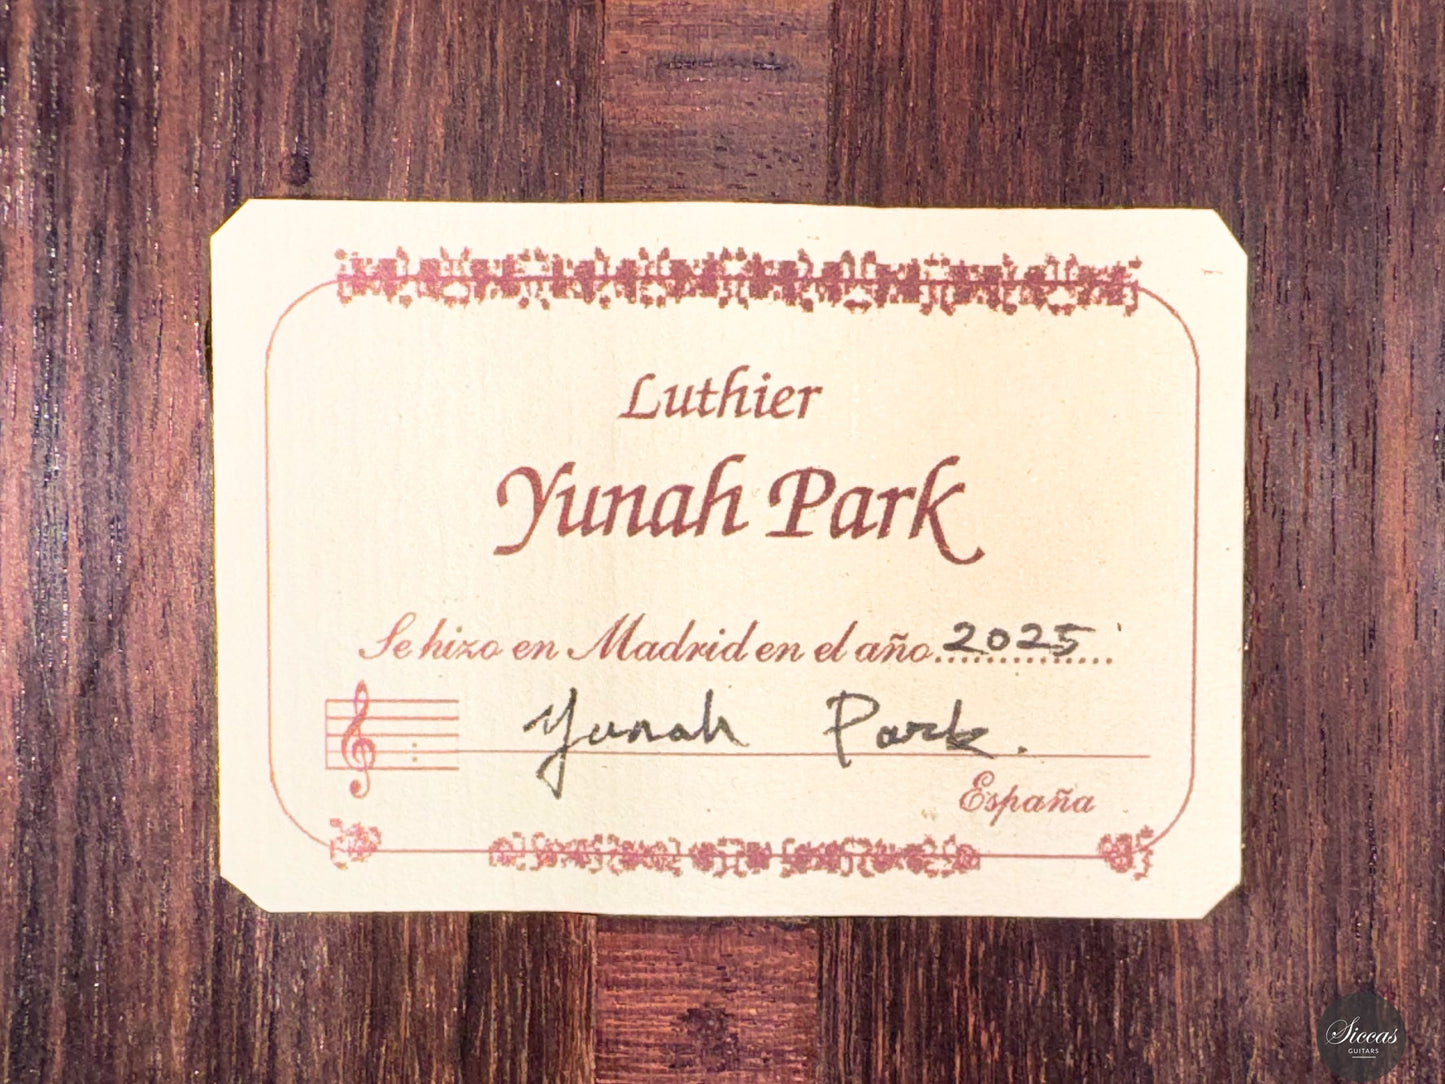 Luthier
Yunah Park
Se hizo en Madrid en el año 2025
Yunah Park.
España
Siccas
GUITARS